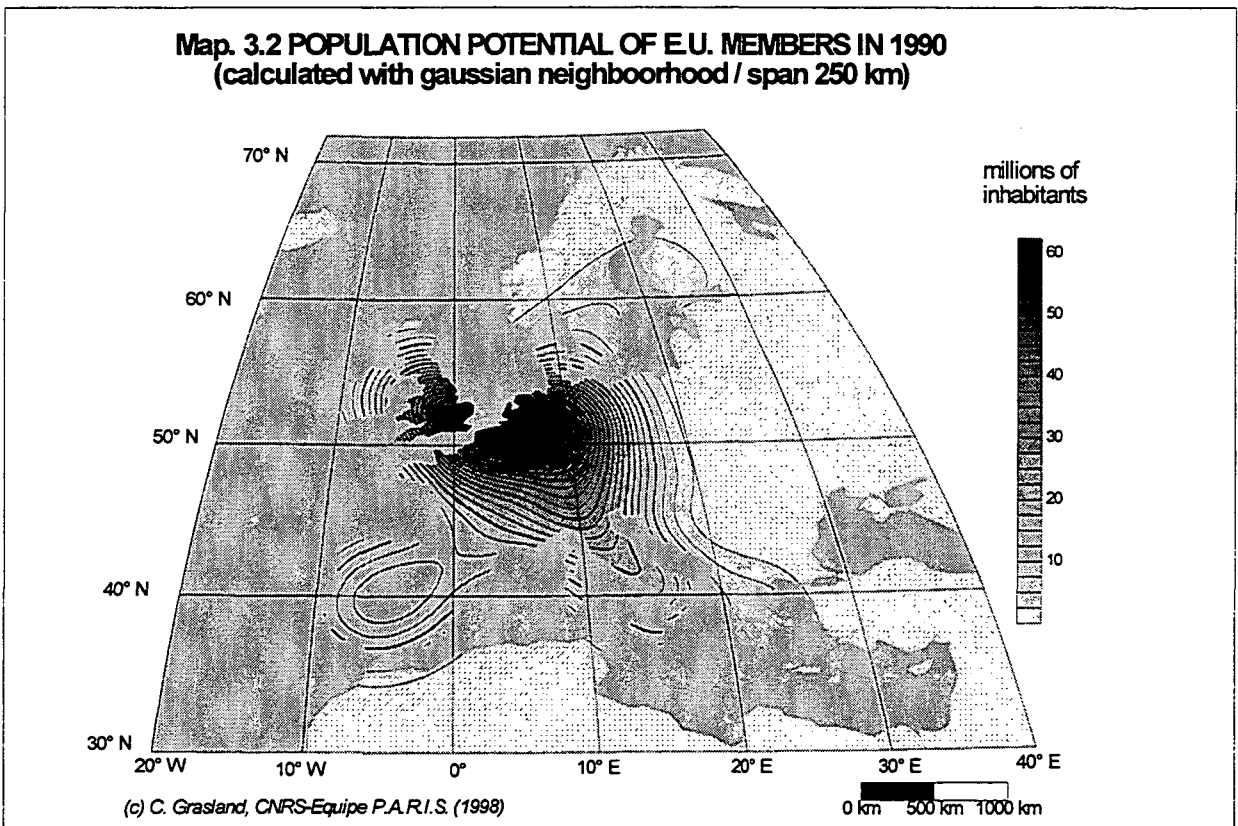 Map. 3.2 POPULATION POTENTIAL OF E.U. MEMBERS IN 1990
(calculated with gaussian neighboorhood / span 250 km)
70° N
millions of
inhabitants
60
60° N
50
40
50° N
30
20
10
40° N
30° N
20° W
10° W
0°
10° E
20° E
30° E
40° E
(c) C. Grasland, CNRS-Equipe P.A.R.I.S. (1998)
0 km
500 km
1000 km